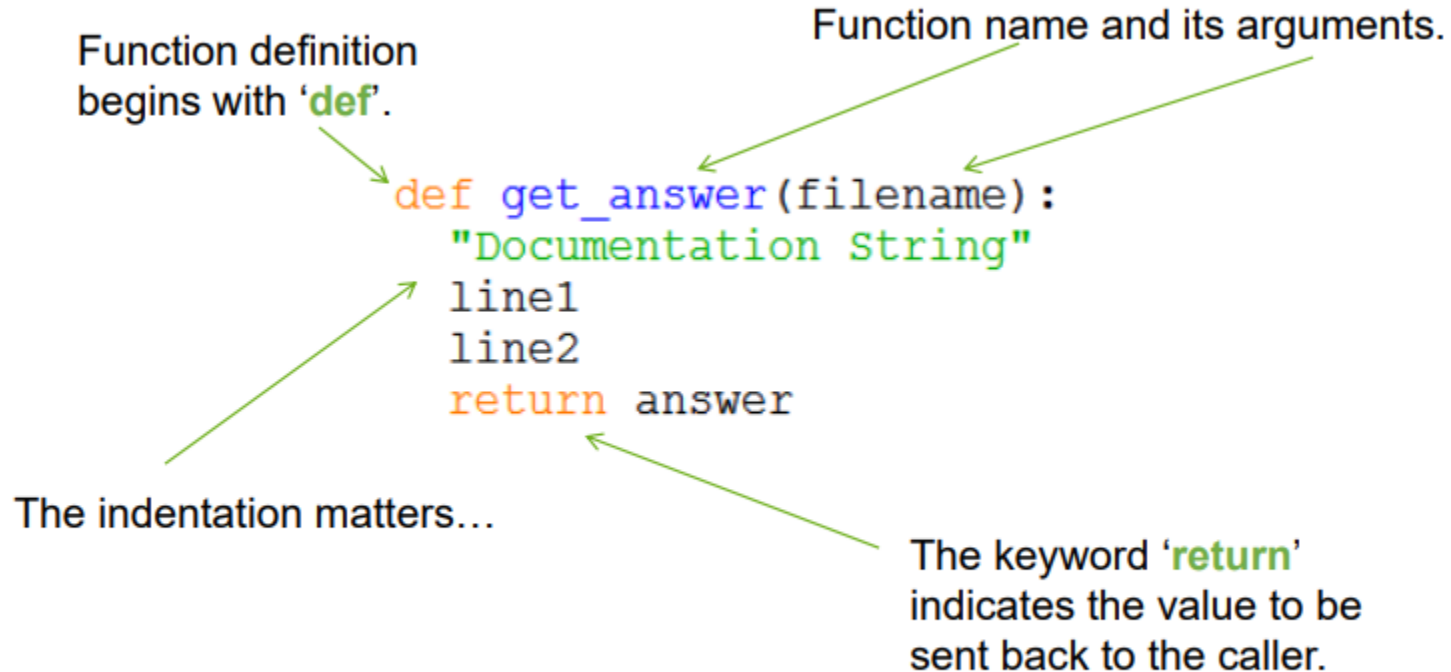 Function definition
begins with ‘def’.
Function name and its arguments.
def get_answer(filename):
"Documentation String"
line1
line2
return answer
The indentation matters…
The keyword ‘return’
indicates the value to be
sent back to the caller.